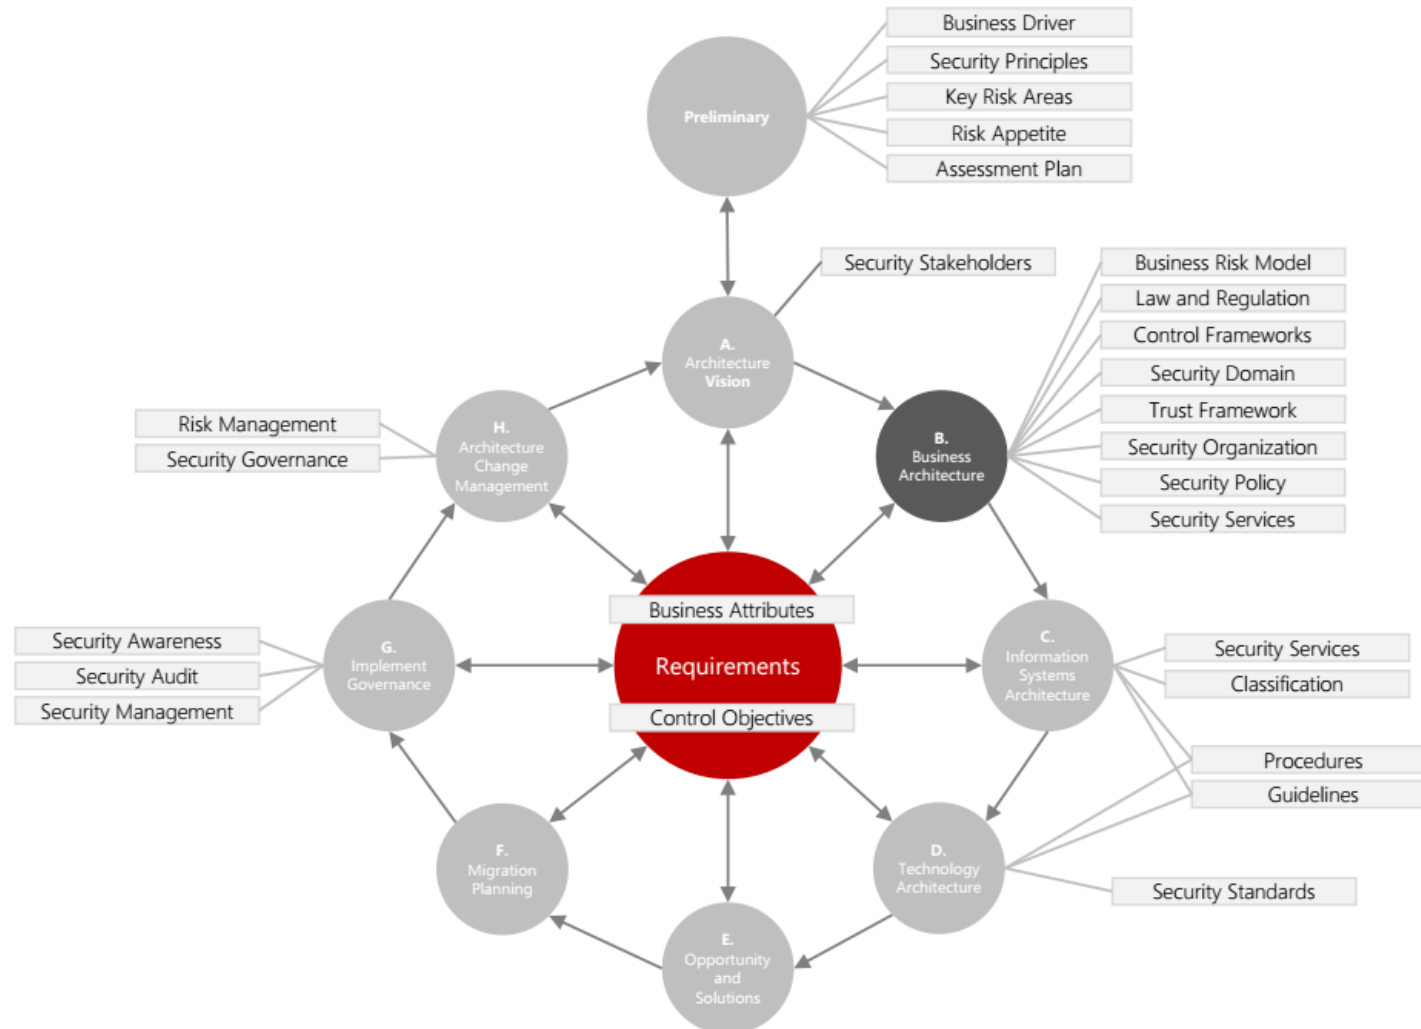 Business Driver
Security Principles
Key Risk Areas
Risk Appetite
Assessment Plan
Preliminary
Security Stakeholders
A.
Architecture
Vision
Business Risk Model
Law and Regulation
Control Frameworks
Security Domain
Trust Framework
Security Organization
Security Policy
Security Services
B.
Business
Architecture
Risk Management
Security Governance
H.
Architecture
Change
Management
Business Attributes
Requirements
Control Objectives
Security Awareness
Security Audit
Security Management
G.
Implement
Governance
C.
Information
Systems
Architecture
Security Services
Classification
Procedures
Guidelines
Security Standards
F.
Migration
Planning
D.
Technology
Architecture
E.
Opportunity
and
Solutions